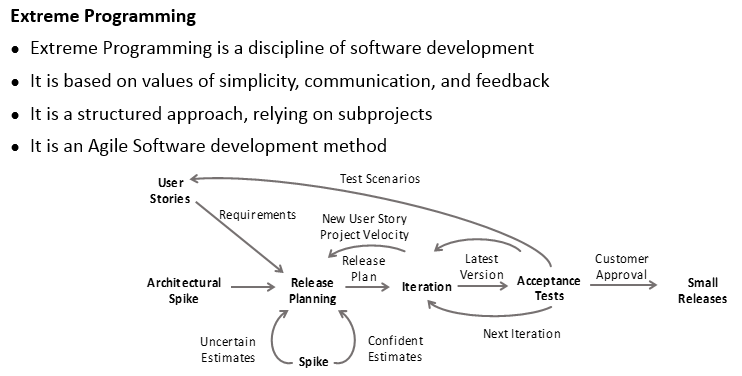 Extreme Programming
● Extreme Programming is a discipline of software development
● It is based on values of simplicity, communication, and feedback
● It is a structured approach, relying on subprojects
● It is an Agile Software development method
Test Scenarios
User
Stories
Requirements
New User Story
Project Velocity
Architectural
Spike
Release
Planning
Release
Plan
Iteration
Latest
Version
Acceptance
Tests
Customer
Approval
Small
Releases
Next Iteration
Uncertain
Estimates
Spike
Confident
Estimates